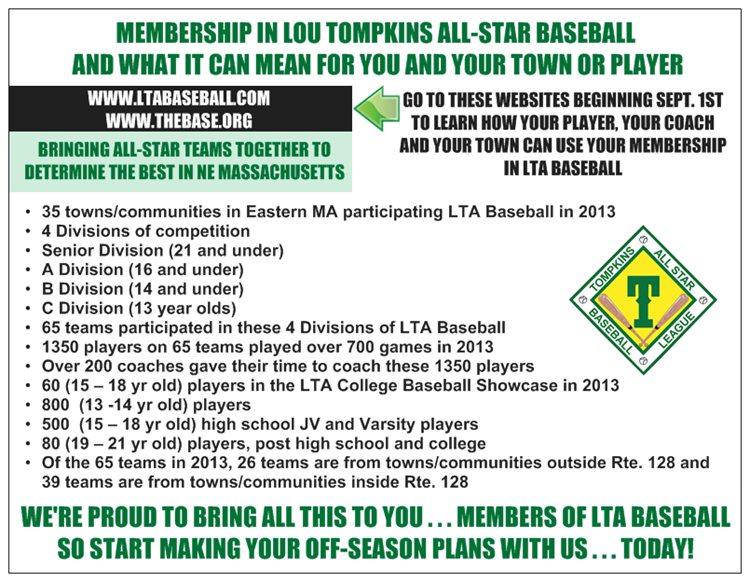 MEMBERSHIP IN LOU TOMPKINS ALL-STAR BASEBALL
AND WHAT IT CAN MEAN FOR YOU AND YOUR TOWN OR PLAYER
WWW.LTABASEBALL.COM
WWW.THEBASE.ORG
GO TO THESE WEBSITES BEGINNING SEPT. 1ST
TO LEARN HOW YOUR PLAYER, YOUR COACH
AND YOUR TOWN CAN USE YOUR MEMBERSHIP
IN LTA BASEBALL
BRINGING ALL-STAR TEAMS TOGETHER TO
DETERMINE THE BEST IN NE MASSACHUSETTS
• 35 towns/communities in Eastern MA participating LTA Baseball in 2013
• 4 Divisions of competition
• Senior Division (21 and under)
• A Division (16 and under)
• B Division (14 and under)
• C Division (13 year olds)
• 65 teams participated in these 4 Divisions of LTA Baseball
• 1350 players on 65 teams played over 700 games in 2013
• Over 200 coaches gave their time to coach these 1350 players
• 60 (15 – 18 yr old) players in the LTA College Baseball Showcase in 2013
• 800  (13 -14 yr old) players
• 500  (15 – 18 yr old) high school JV and Varsity players
• 80 (19 – 21 yr old) players, post high school and college
• Of the 65 teams in 2013, 26 teams are from towns/communities outside Rte. 128 and
39 teams are from towns/communities inside Rte. 128
TOMPKINS
ALL STAR
T
BASEBALL
LEAGUE
WE'RE PROUD TO BRING ALL THIS TO YOU . . . MEMBERS OF LTA BASEBALL
SO START MAKING YOUR OFF-SEASON PLANS WITH US . . . TODAY!